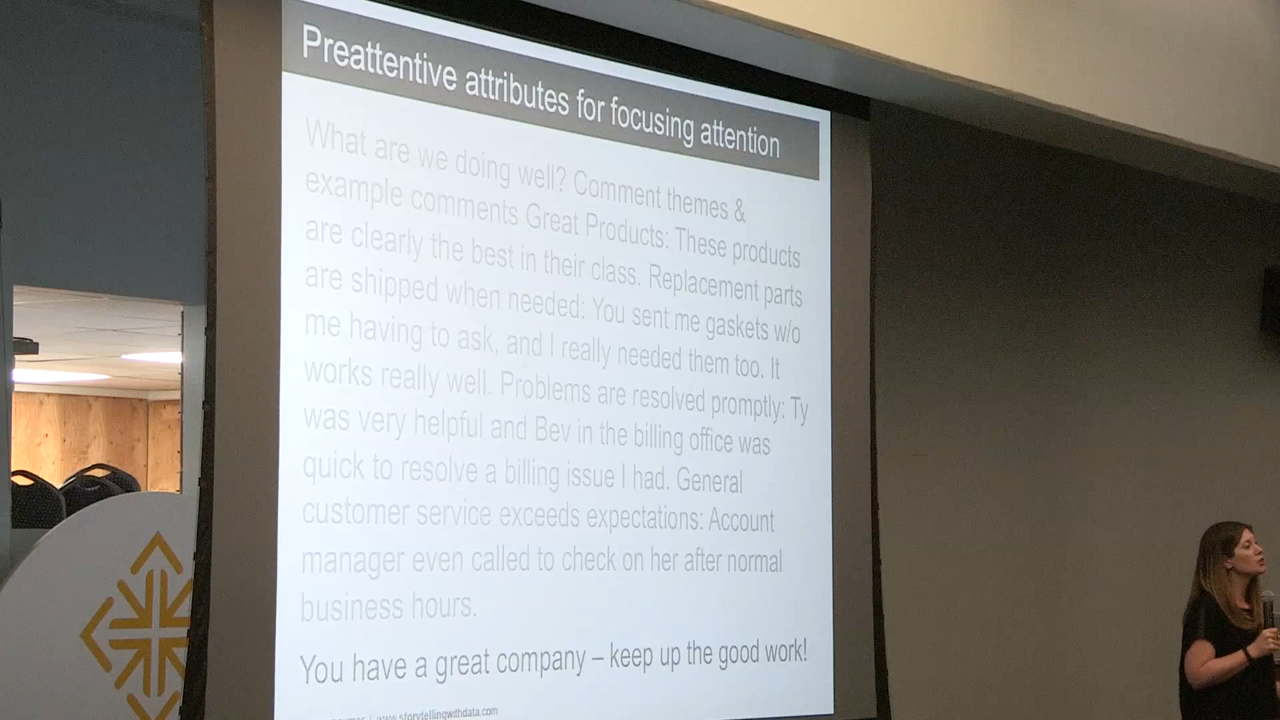 Preattentive attributes for focusing attention
What are we doing well? Comment themes &
example comments Great Products: These products
are clearly the best in their class. Replacement parts
are shipped when needed: You sent me gaskets w/o
me having to ask, and I really needed them too. It
works really well. Problems are resolved promptly: Ty
was very helpful and Bev in the billing office was
quick to resolve a billing issue I had. General
customer service exceeds expectations: Account
manager even called to check on her after normal
business hours.
You have a great company – keep up the good work!
| www.storytellingwithdata.com